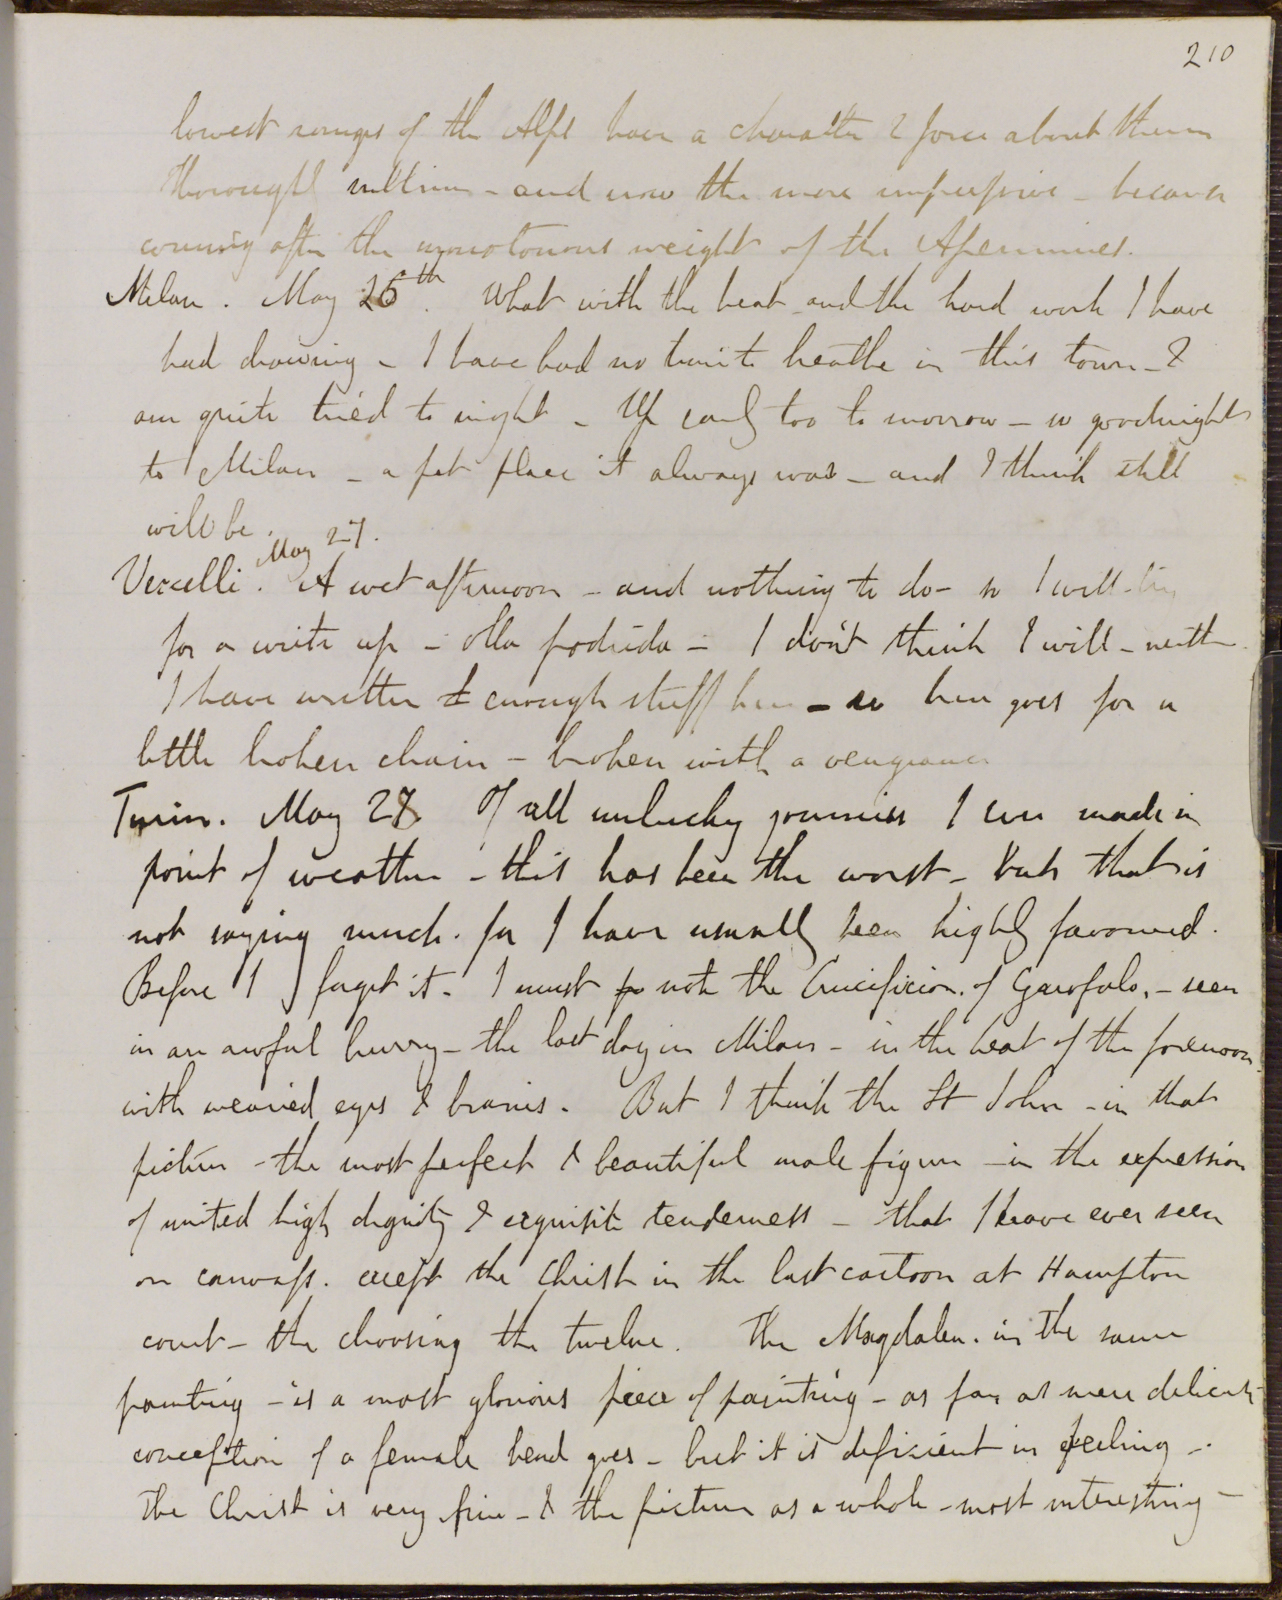 210
lowest ranges of the Alps have a character & force about them
thoroughly sublime - and now the more impressive - because
coming after the monotonous weight of the Apennines.
Milan. May 26th. What with the heat and the hard work I have
had drawing - I have had no time to breathe in this town - I
am quite tired to night - Up early too to morrow - so goodnight
to Milan - a pet place it always was - and I think still
will be.
May 27.
Vercelli. A wet afternoon - and nothing to do - so I will try
for a write up - olla podrida - I don't think I will - neith
I have written enough stuff here - so here goes for a
little broken chain - broken with a vengeance
Turin. May 28 Of all unlucky journies I ever made in
point of weather - this has been the worst - but that is
not saying much. for I have usually been highly favoured.
Before I forget it - I must note the Crucifixion. of Garofalo, - seen
in an awful hurry - the last day in Milan - in the heat of the forenoon
with wearied eyes & brains. But I think the St John - in that
picture - the most perfect & beautiful male figure - in the expression
of united high dignity & exquisite tenderness - that I have ever seen
on canvass. except the Christ in the last cartoon at Hampton
court - the choosing the twelve. The Magdalen. in the same
painting - is a most glorious piece of painting - as far as mere delicate
conception of a female head goes - but it is deficient in feeling -.
The Christ is very fine - & the picture as a whole - most interesting -